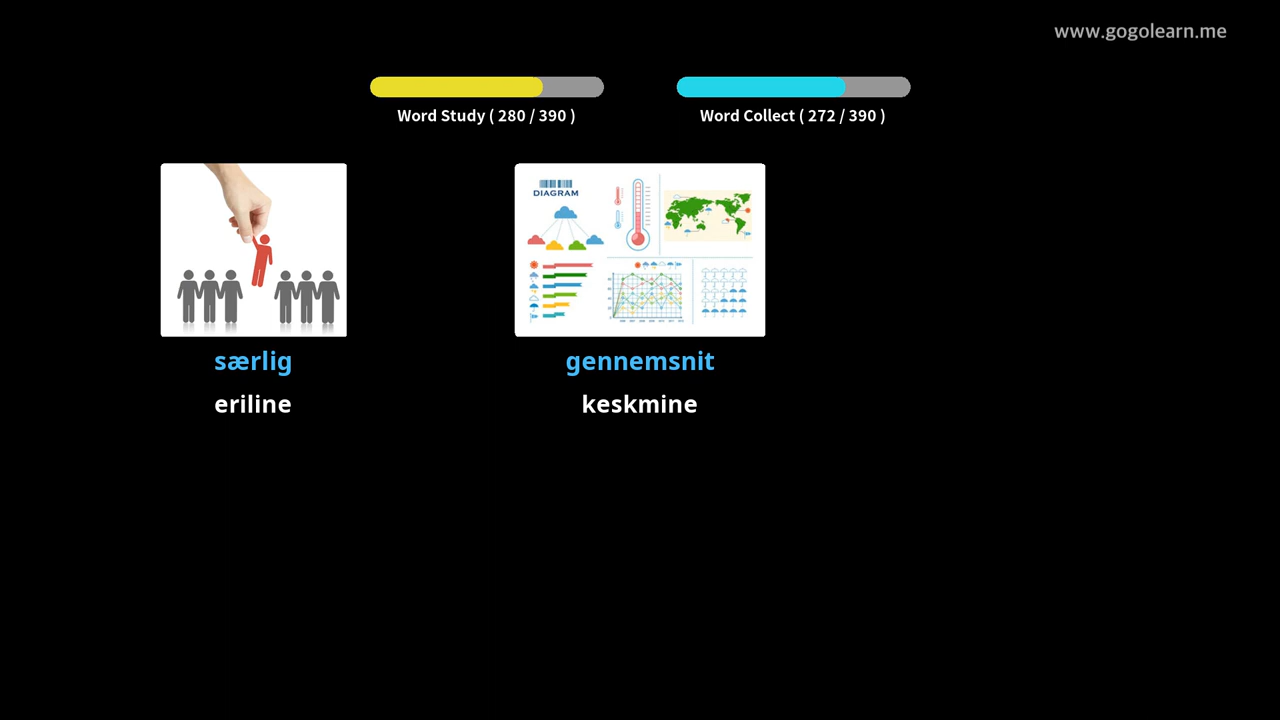 www.gogolearn.me
Word Study ( 280 / 390 )
Word Collect ( 272 / 390 )
DIAGRAM
særlig
gennemsnit
eriline
keskmine